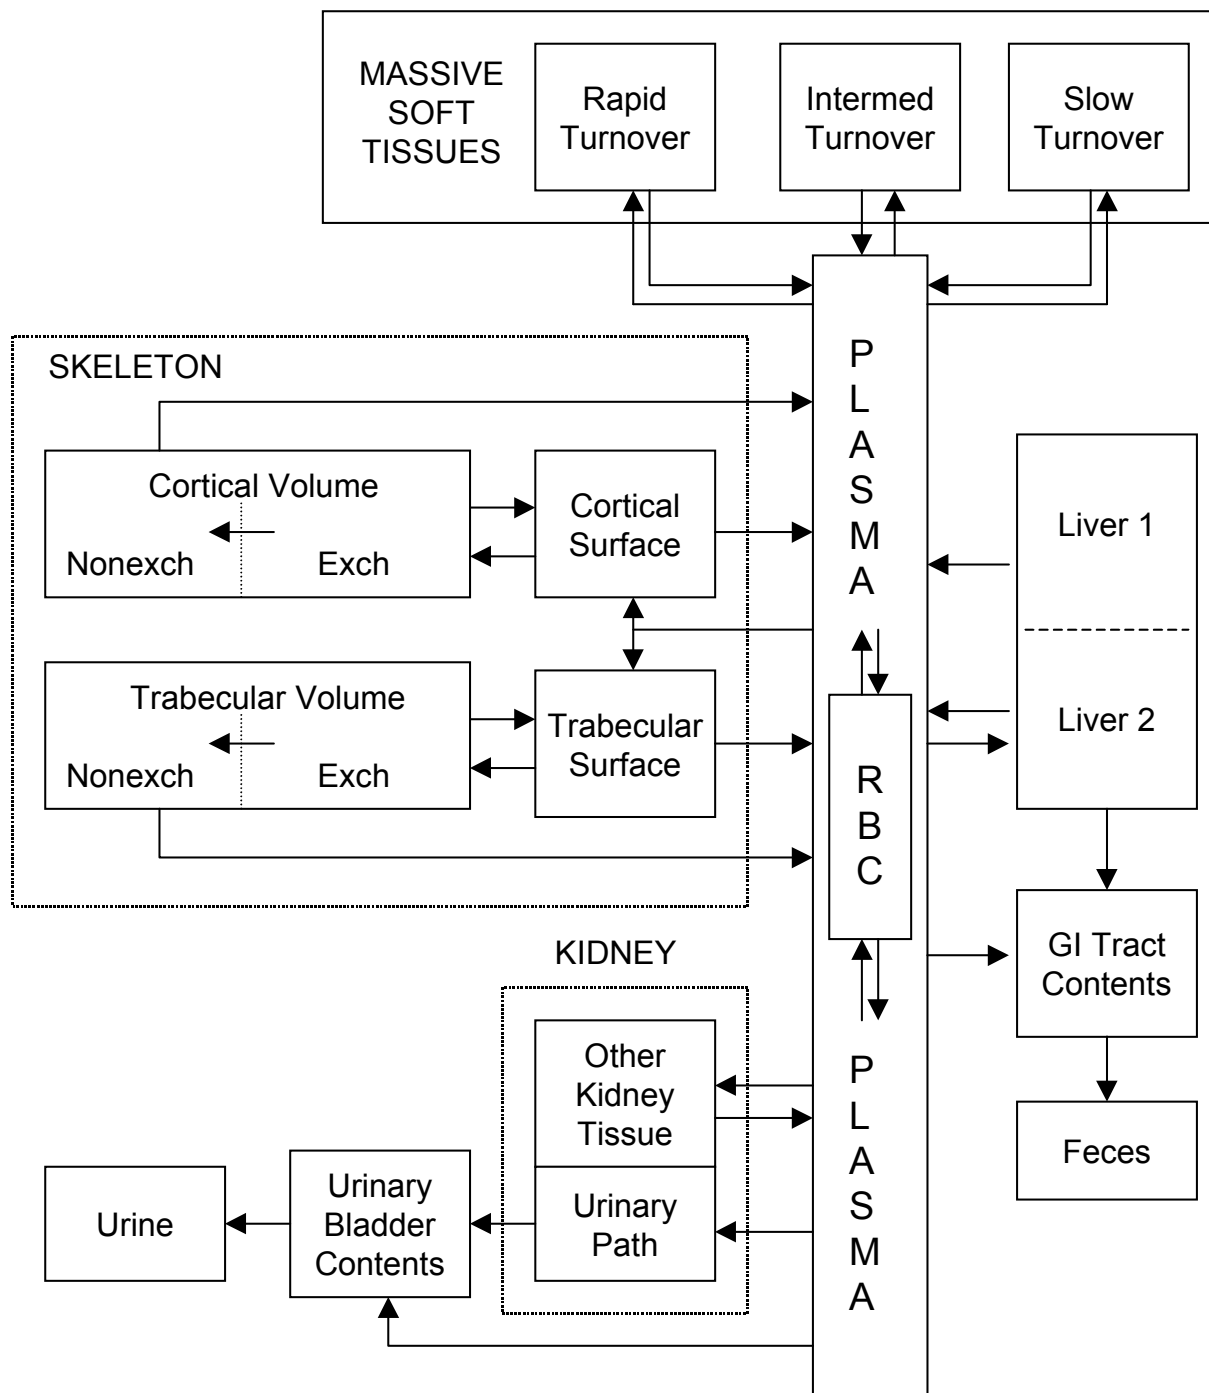 MASSIVE
SOFT
TISSUES
Rapid
Turnover
Intermed
Turnover
Slow
Turnover
SKELETON
Cortical Volume
Nonexch
Exch
Cortical
Surface
Trabecular Volume
Nonexch
Exch
Trabecular
Surface
P
L
A
S
M
A
R
B
C
P
L
A
S
M
A
Liver 1
Liver 2
GI Tract
Contents
Feces
KIDNEY
Other
Kidney
Tissue
Urinary
Path
Urinary
Bladder
Contents
Urine